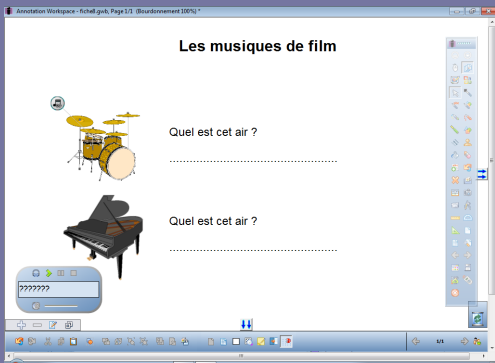 Annotation Workspace - fiche8.gwb, Page 1/1 (Bourdonnement 100%) *
Les musiques de film
Quel est cet air ?
................................................
Quel est cet air ?
................................................
???????
1/1